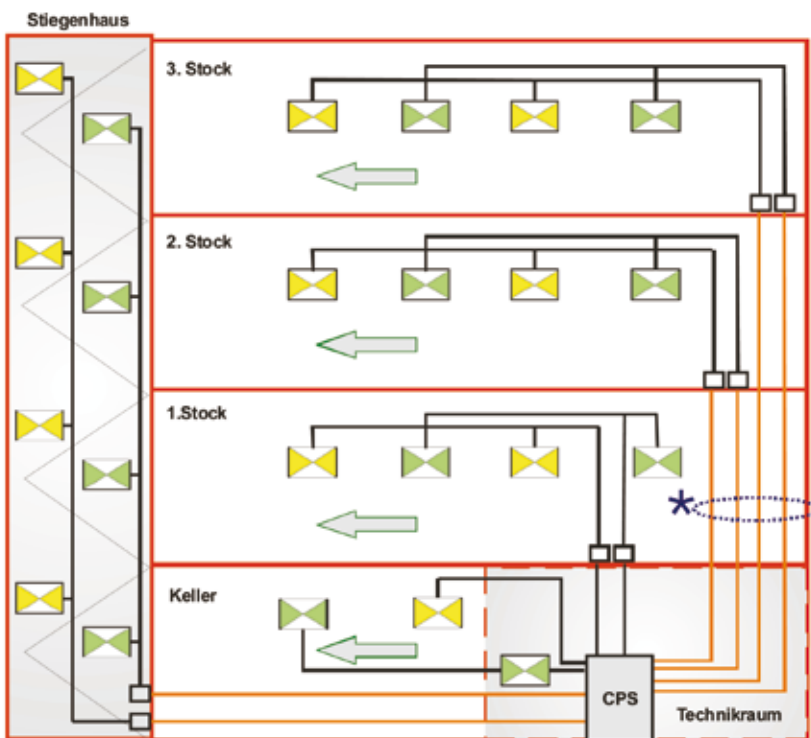 Stiegenhaus
3. Stock
2. Stock
1.Stock
*
Keller
CPS
Technikraum